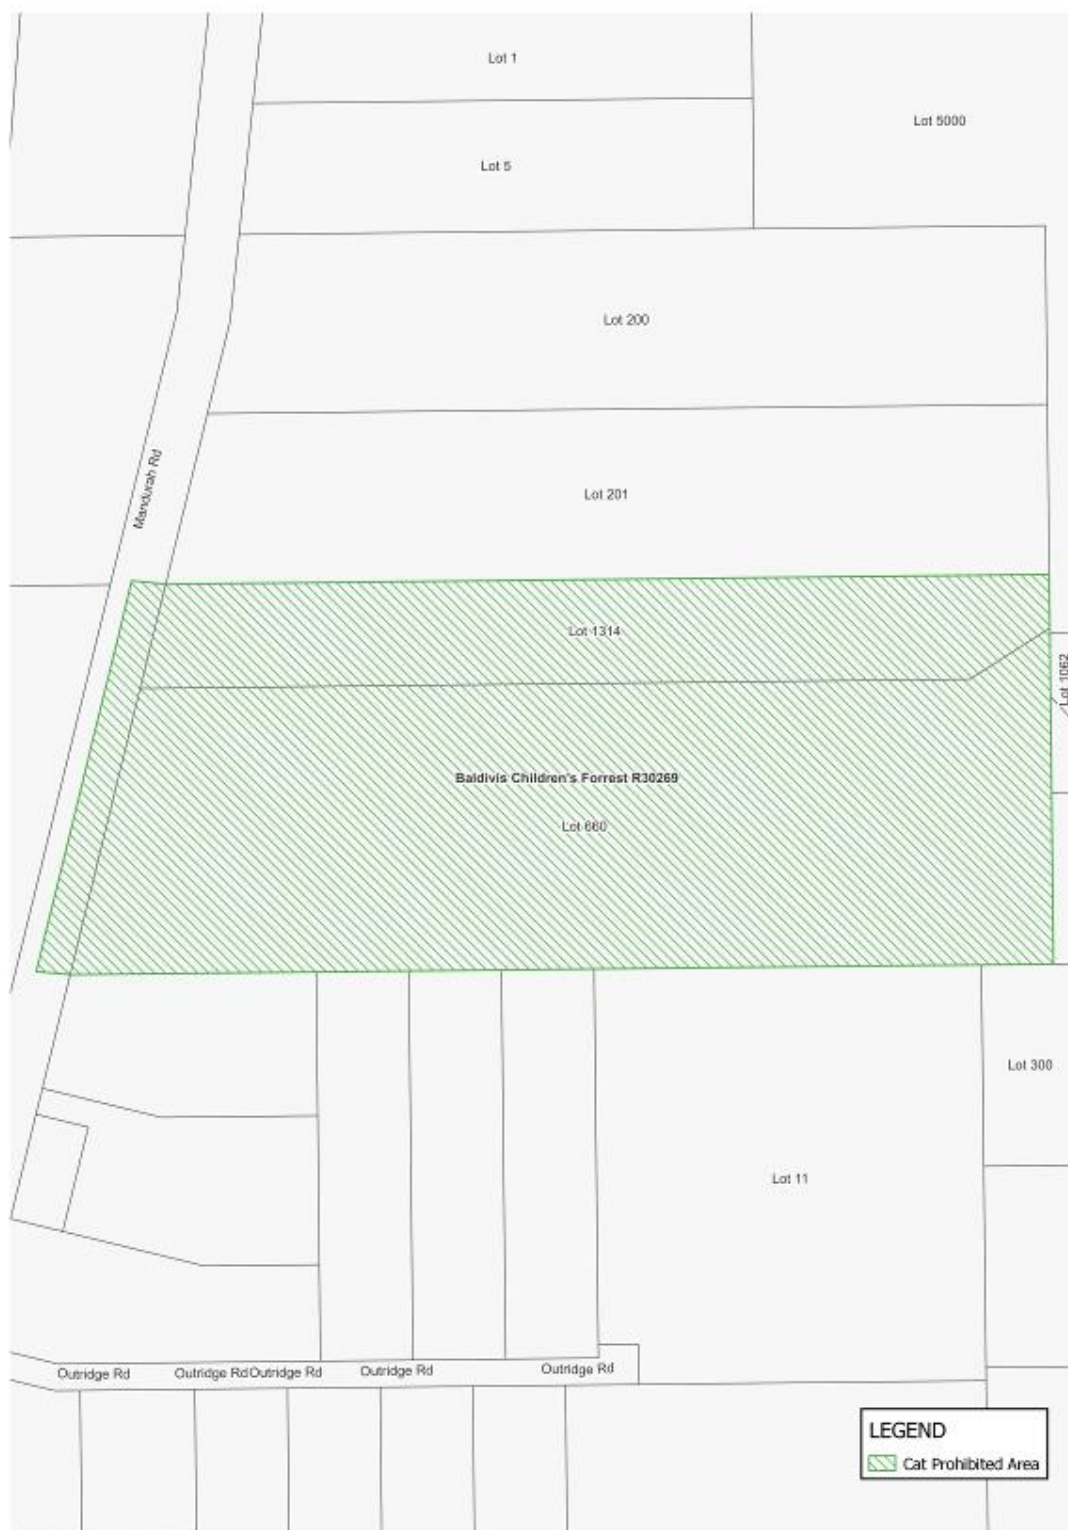 Lot 1
Lot 5000
Lot 5
Lot 200
Mandurah Rd
Lot 201
Lot 1314
Lot 1062
Baldivis Children's Forrest R30269
Lot 660
Lot 300
Lot 11
Outridge Rd
Outridge Rd
Outridge Rd
Outridge Rd
Outridge Rd
LEGEND
Cat Prohibited Area